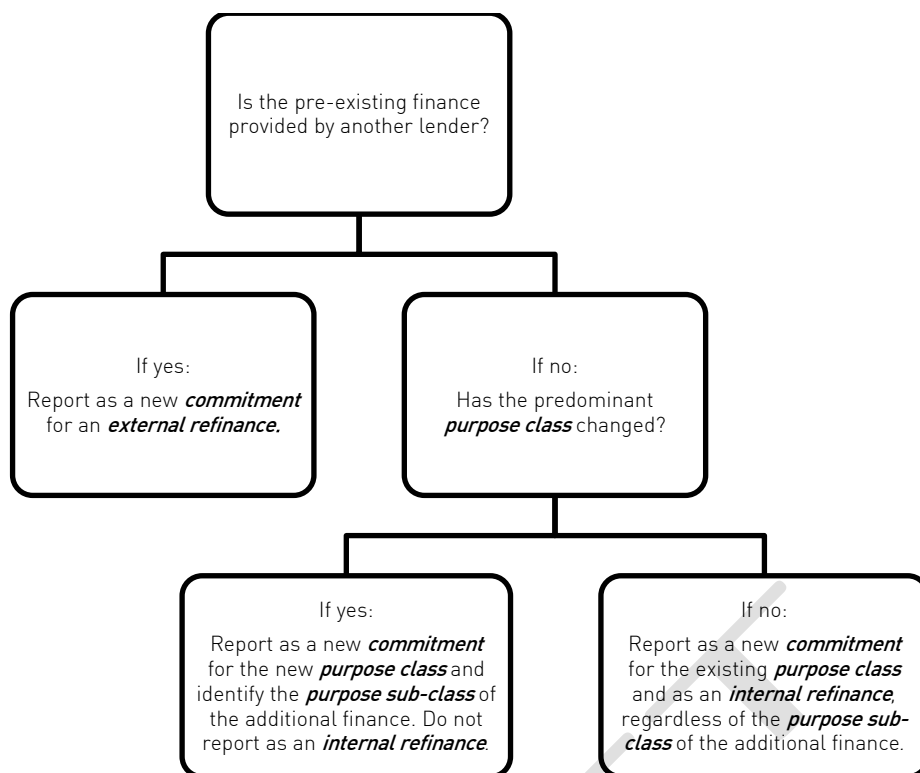 Is the pre-existing finance
provided by another lender?
If yes:
Report as a new commitment
for an external refinance.
If no:
Has the predominant
purpose class changed?
If yes:
Report as a new commitment
for the new purpose class and
identify the purpose sub-class of
the additional finance. Do not
report as an internal refinance.
If no:
Report as a new commitment
for the existing purpose class
and as an internal refinance,
regardless of the purpose sub-
class of the additional finance.
T